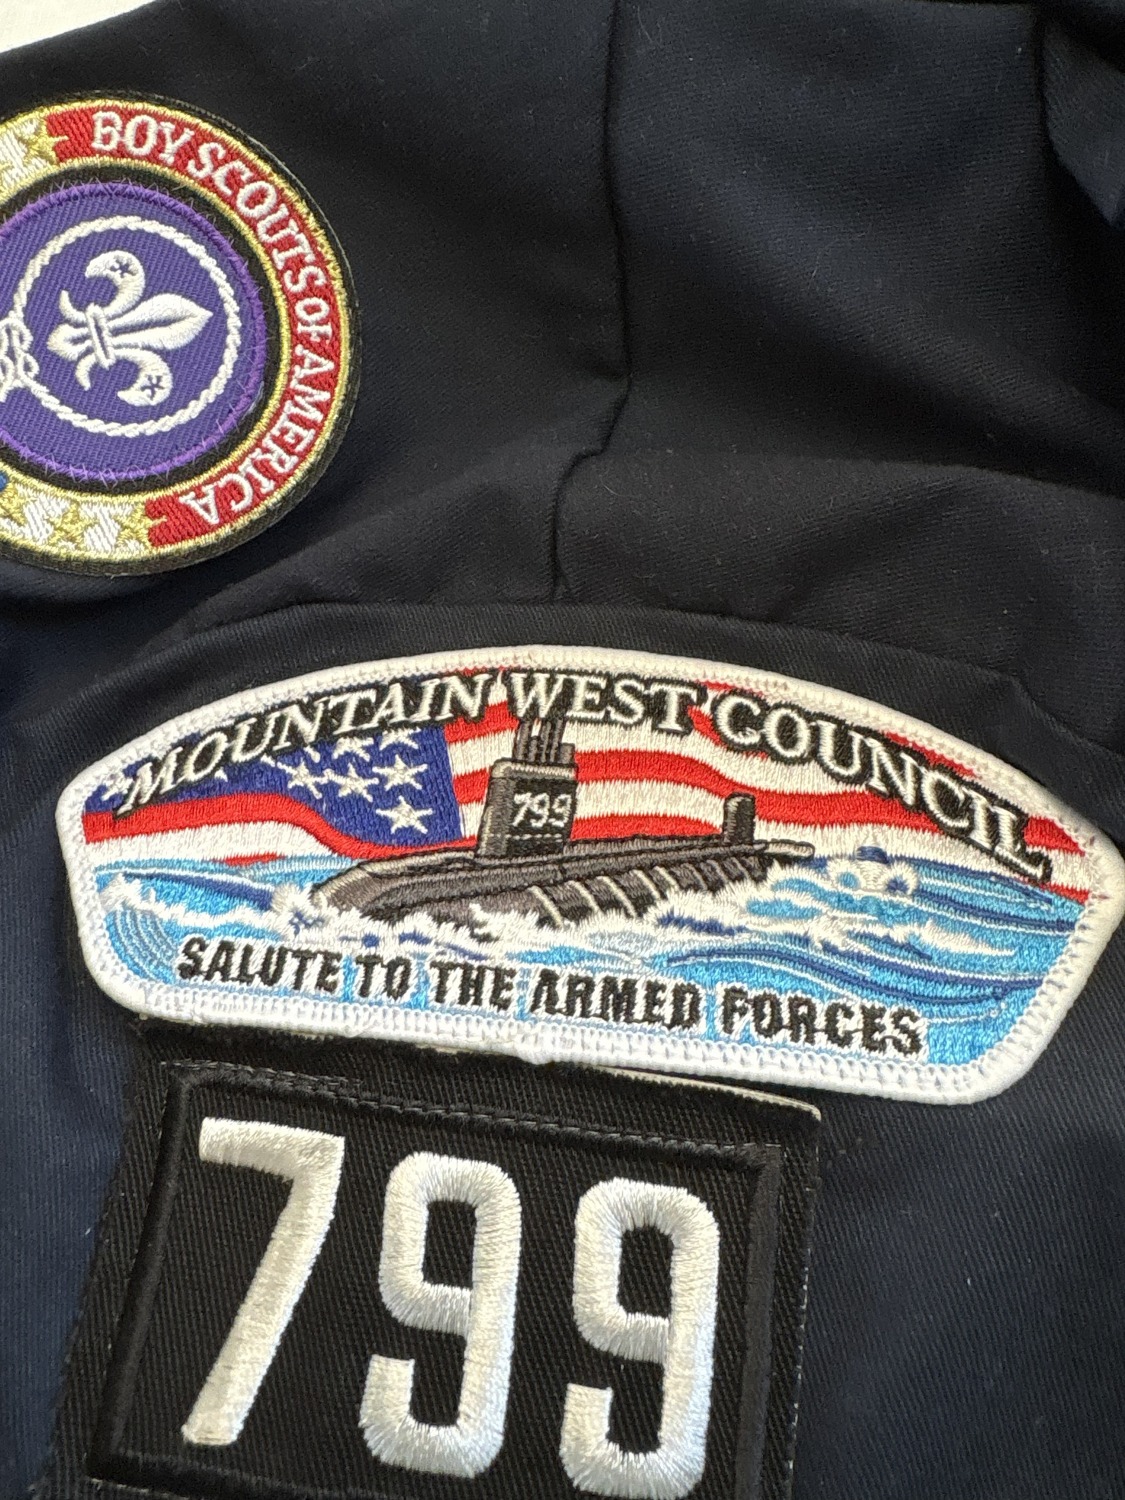 BOY SCOUTS OF AMERICA
MOUNTAIN WEST COUNCIL
799
SALUTE TO THE ARMED FORCES
799